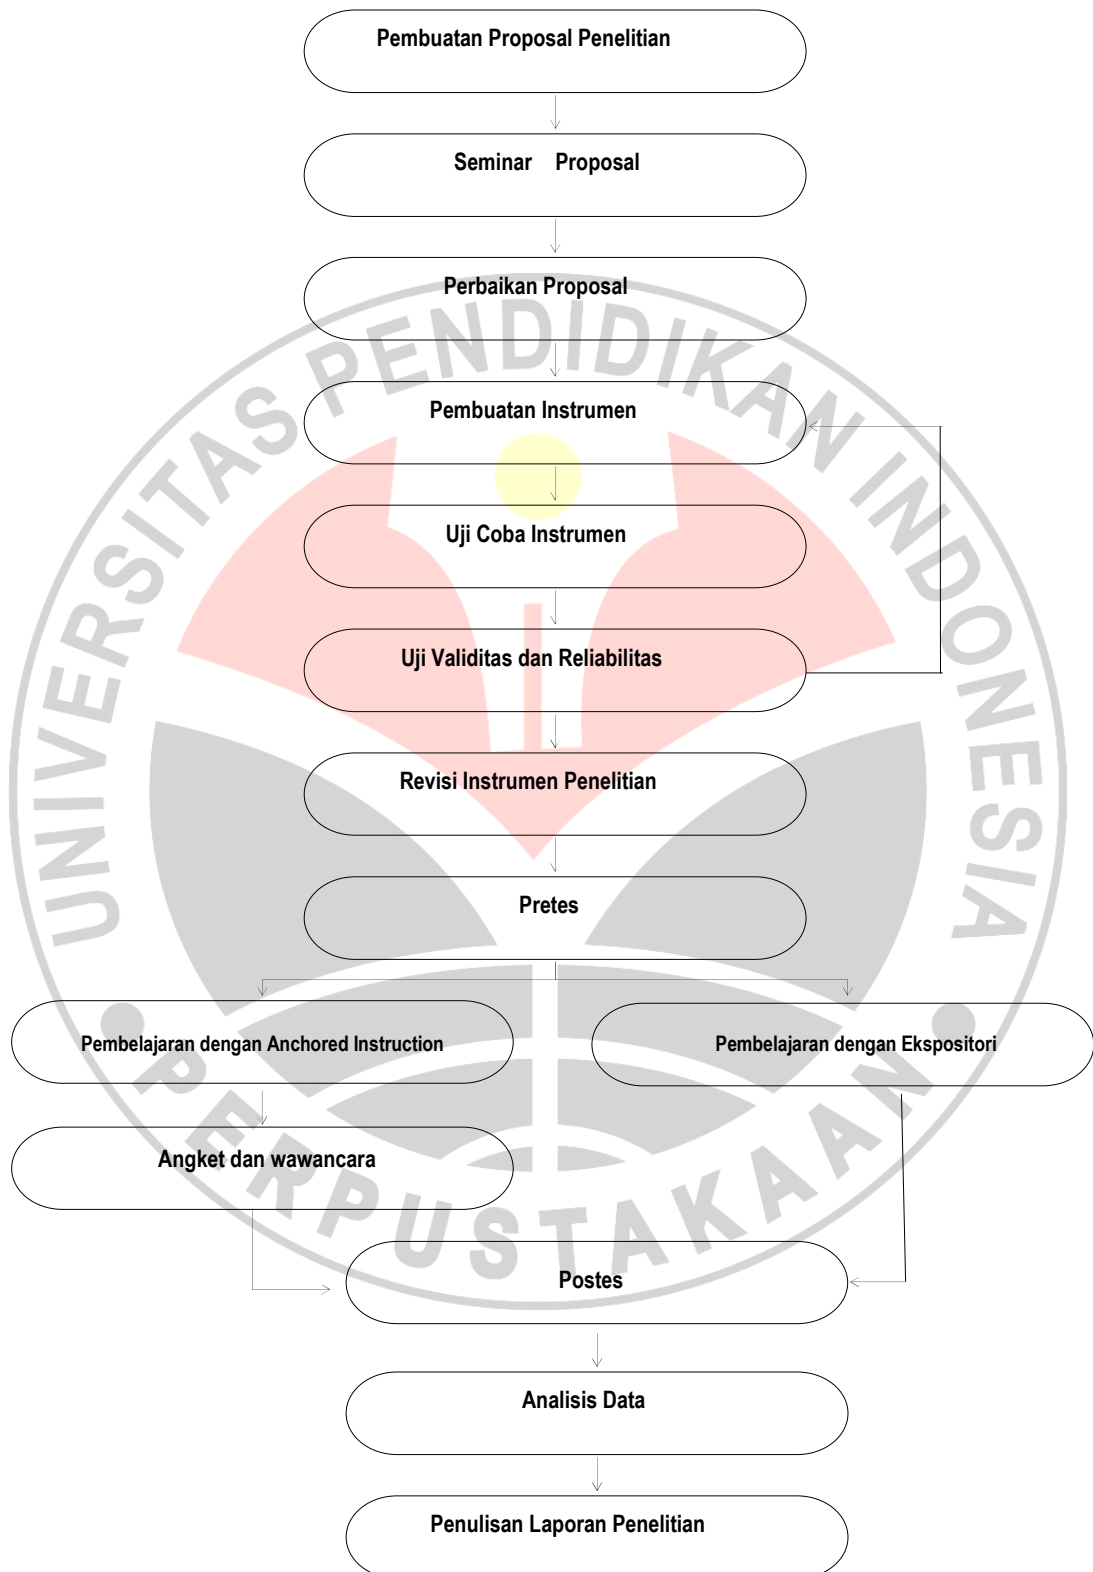 Pembuatan Proposal Penelitian
Seminar Proposal
Perbaikan Proposal
Pembuatan Instrumen
Uji Coba Instrumen
Uji Validitas dan Reliabilitas
Revisi Instrumen Penelitian
Pretes
Pembelajaran dengan Anchored Instruction
Pembelajaran dengan Ekspositori
Angket dan wawancara
Postes
Analisis Data
Penulisan Laporan Penelitian
UNIVERSITAS PENDIDIKAN INDONESIA
PERPUSTAKAAN